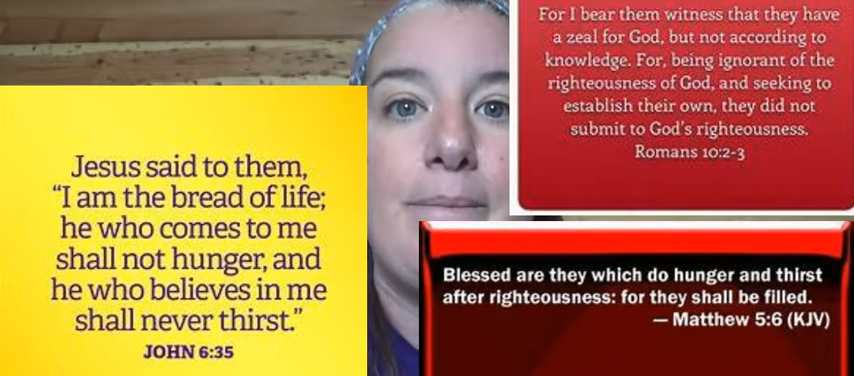 Jesus said to them,
“I am the bread of life;
he who comes to me
shall not hunger, and
he who believes in me
shall never thirst.”
JOHN 6:35
For I bear them witness that they have
a zeal for God, but not according to
knowledge. For, being ignorant of the
righteousness of God, and seeking to
establish their own, they did not
submit to God’s righteousness.
Romans 10:2-3
Blessed are they which do hunger and thirst
after righteousness: for they shall be filled.
— Matthew 5:6 (KJV)